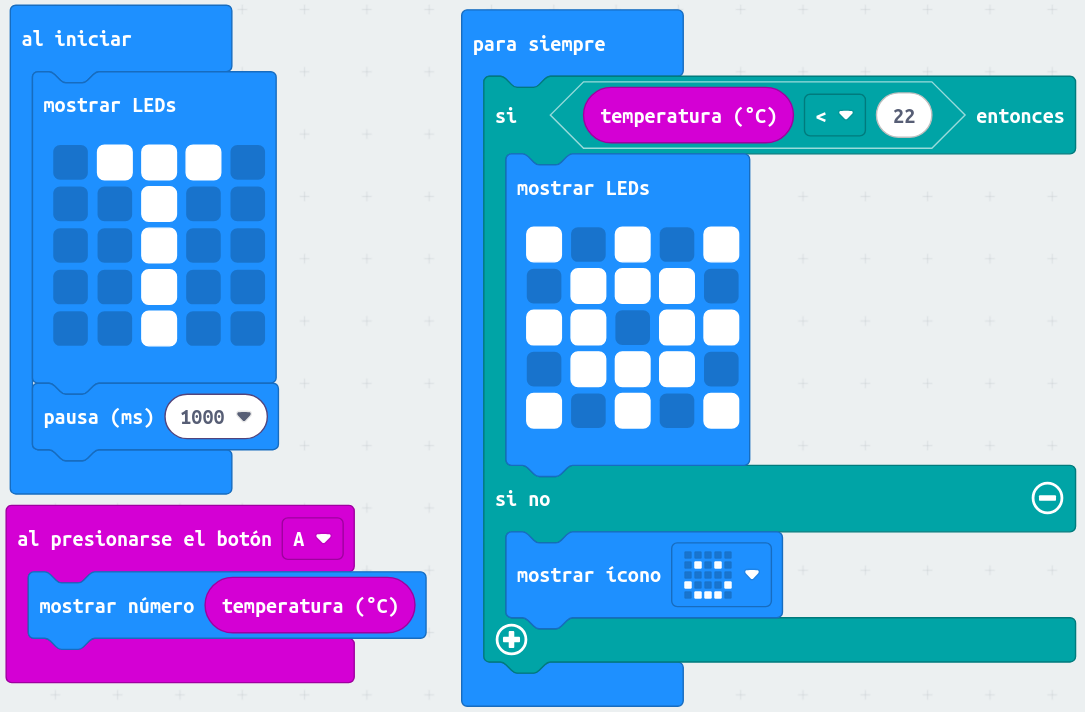 al iniciar
mostrar LEDs
pausa (ms) 1000
al presionarse el botón A
mostrar número temperatura (°C)
para siempre
si temperatura (°C) < 22 entonces
mostrar LEDs
si no
mostrar ícono